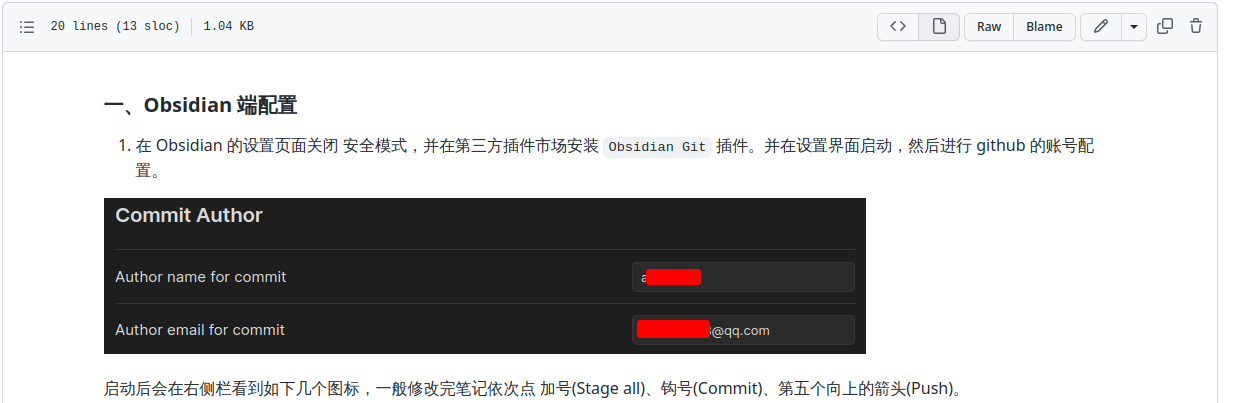 20 lines (13 sloc) 1.04 KB Raw Blame
一、Obsidian 端配置
1. 在 Obsidian 的设置页面关闭 安全模式，并在第三方插件市场安装 Obsidian Git 插件。并在设置界面启动，然后进行 github 的账号配
置。
Commit Author
Author name for commit a
Author email for commit @qq.com
启动后会在右侧栏看到如下几个图标，一般修改完笔记依次点 加号(Stage all)、钩号(Commit)、第五个向上的箭头(Push)。